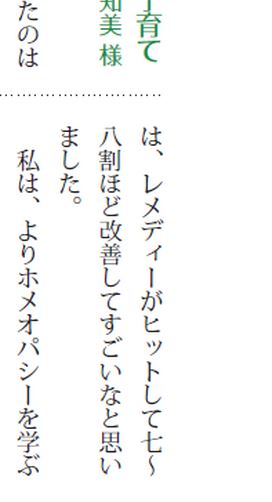 子育て
知美 様
たのは
は、レメディーがヒットして七〜
八割ほど改善してすごいなと思い
ました。
　私は、よりホメオパシーを学ぶ